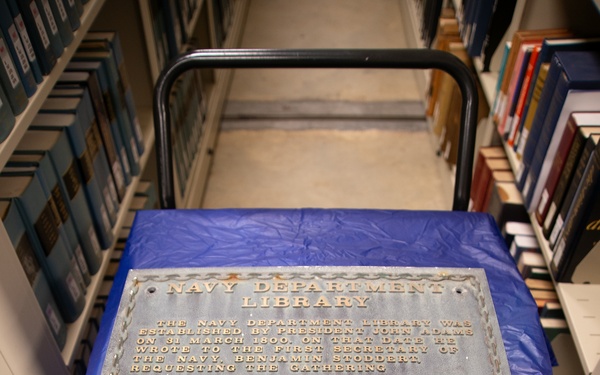 NAVY DEPARTMENT
LIBRARY
THE NAVY DEPARTMENT LIBRARY WAS
ESTABLISHED BY PRESIDENT JOHN ADAMS
ON 31 MARCH 1800. ON THAT DATE HE
WROTE TO THE FIRST SECRETARY OF
THE NAVY, BENJAMIN STODDERT,
REQUESTING THE GATHERING